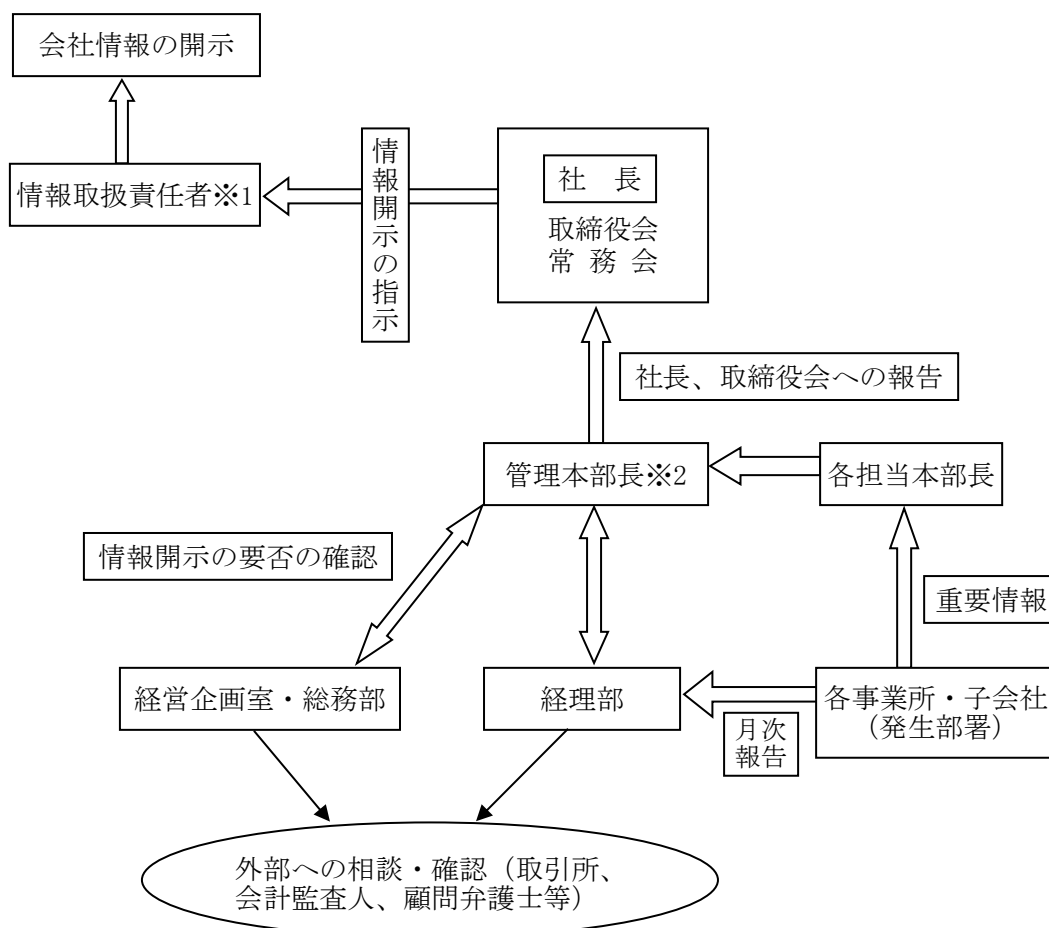 会社情報の開示
情報取扱責任者※1
情報開示の指示
社　長
取締役会
常 務 会
社長、取締役会への報告
管理本部長※2
各担当本部長
情報開示の要否の確認
重要情報
経営企画室・総務部
経理部
各事業所・子会社
（発生部署）
月次
報告
外部への相談・確認（取引所、
会計監査人、顧問弁護士等）